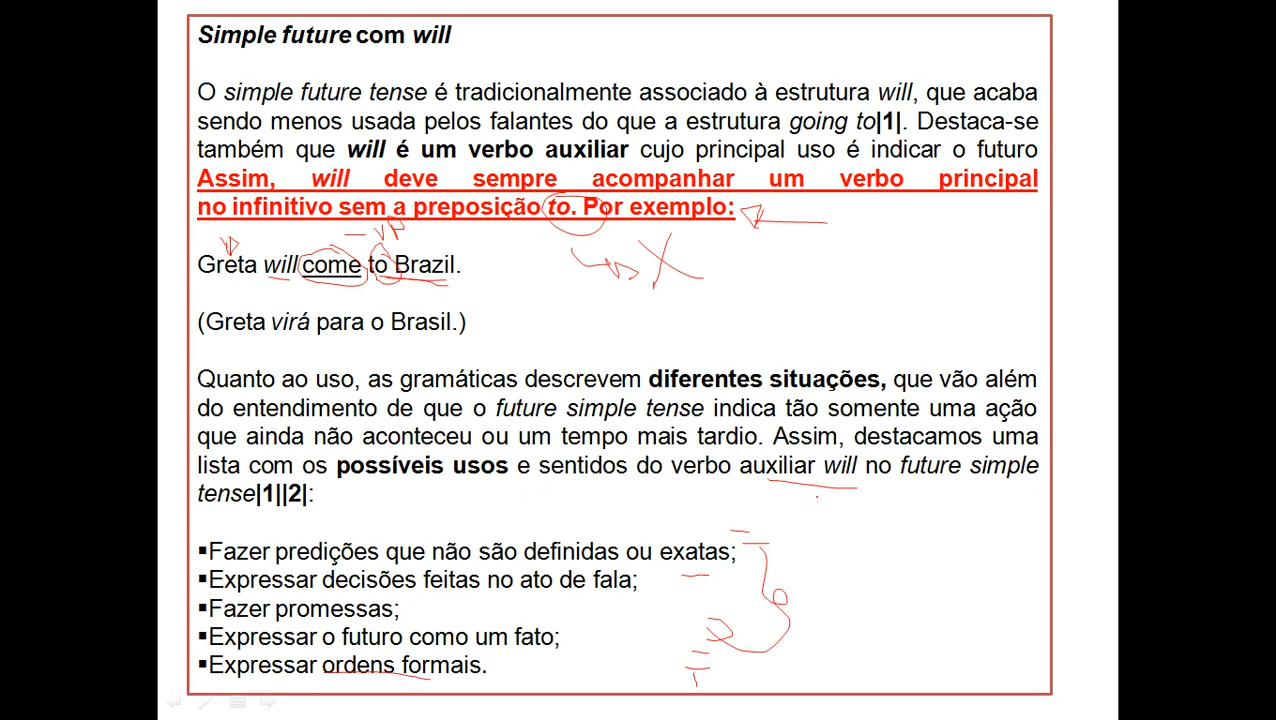 Simple future com will
O simple future tense é tradicionalmente associado à estrutura will, que acaba
sendo menos usada pelos falantes do que a estrutura going to|1|. Destaca-se
também que will é um verbo auxiliar cujo principal uso é indicar o futuro
Assim, will deve sempre acompanhar um verbo principal
no infinitivo sem a preposição to. Por exemplo:
Greta will come to Brazil.
(Greta virá para o Brasil.)
Quanto ao uso, as gramáticas descrevem diferentes situações, que vão além
do entendimento de que o future simple tense indica tão somente uma ação
que ainda não aconteceu ou um tempo mais tardio. Assim, destacamos uma
lista com os possíveis usos e sentidos do verbo auxiliar will no future simple
tense|1||2|:
▪Fazer predições que não são definidas ou exatas;
▪Expressar decisões feitas no ato de fala;
▪Fazer promessas;
▪Expressar o futuro como um fato;
▪Expressar ordens formais.